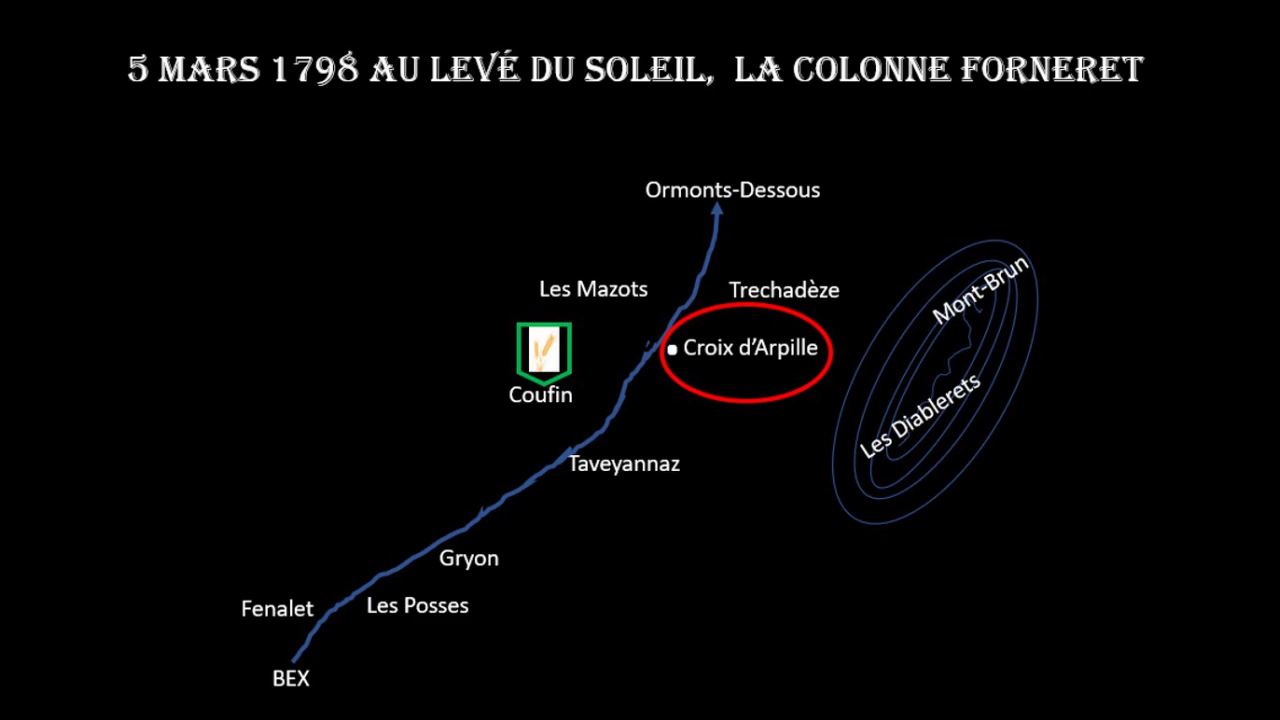 5 MARS 1798 AU LEVÉ DU SOLEIL, LA COLONNE FORNERET
Ormonts-Dessous
Les Mazots
Trechadèze
Mont-Brun
Croix d'Arpille
Coufin
Les Diablerets
Taveyannaz
Gryon
Fenalet
Les Posses
BEX